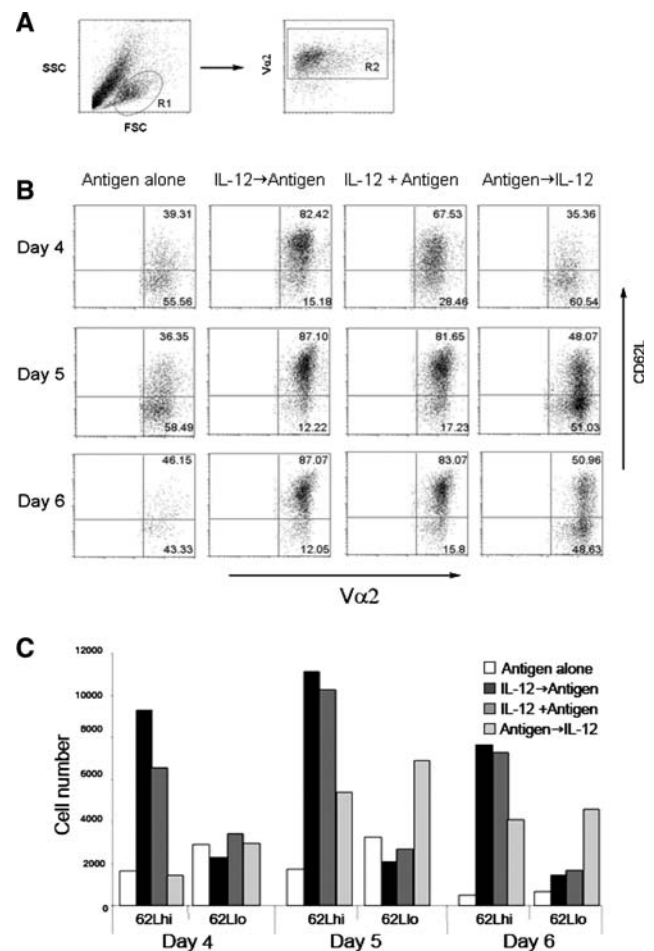 A
SSC
R1
FSC
Vα2
R2
B
Antigen alone IL-12→Antigen IL-12 + Antigen Antigen→IL-12
Day 4
39.31 82.42 67.53 35.36
55.56 15.18 28.46 60.54
Day 5
36.35 87.10 81.65 48.07
58.49 12.22 17.23 51.03
Day 6
46.15 87.07 83.07 50.96
43.33 12.05 15.8 48.63
CD62L
Vα2
C
Cell number
12000
10000
8000
6000
4000
2000
0
Antigen alone
IL-12→Antigen
IL-12 +Antigen
Antigen→IL-12
62Lhi 62Llo 62Lhi 62Llo 62Lhi 62Llo
Day 4 Day 5 Day 6